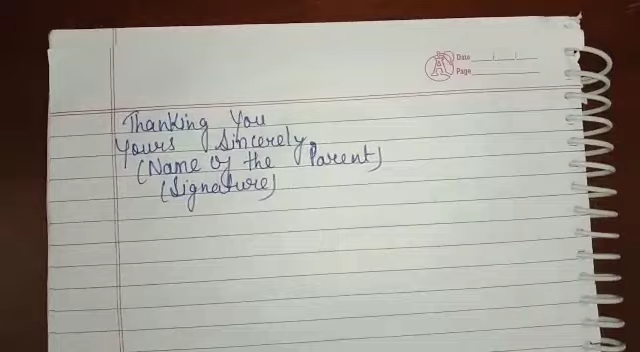 A
Date
Page
Thanking You
Yours Sincerely,
(Name of the Parent)
(Signature)